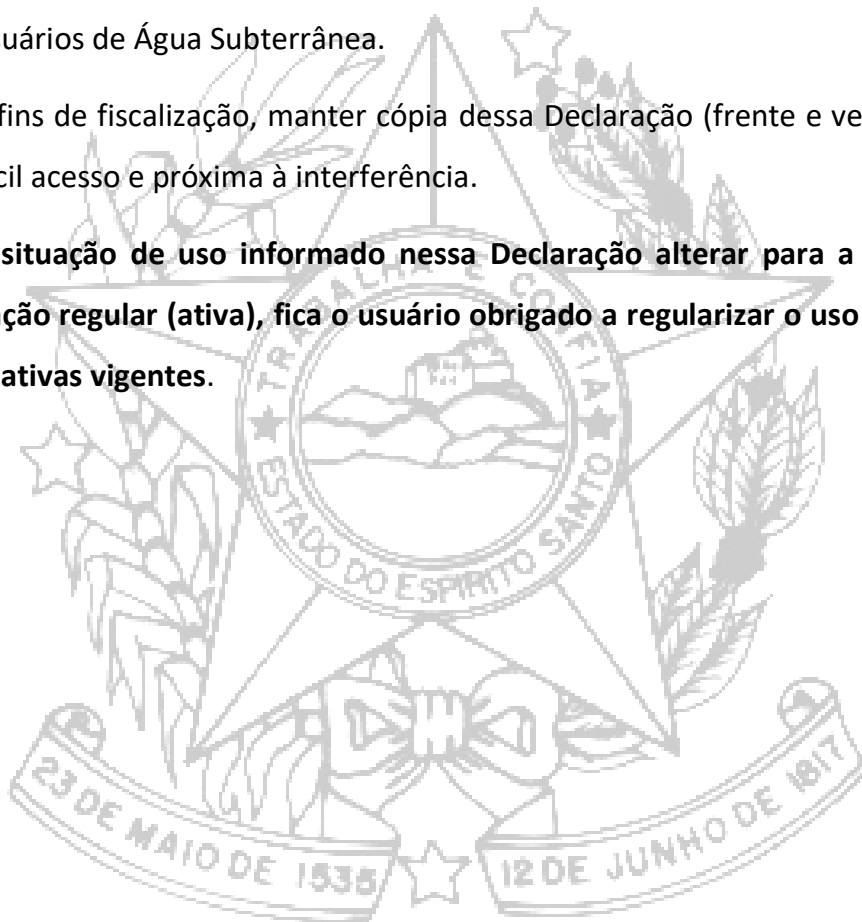 suários de Água Subterrânea.
fins de fiscalização, manter cópia dessa Declaração (frente e ve
cil acesso e próxima à interferência.
situação de uso informado nessa Declaração alterar para a
ação regular (ativa), fica o usuário obrigado a regularizar o uso
ativas vigentes.
TRABALHA E CONFIA
ESTADO DO ESPIRITO SANTO
23 DE MAIO DE 1535
12 DE JUNHO DE 1817